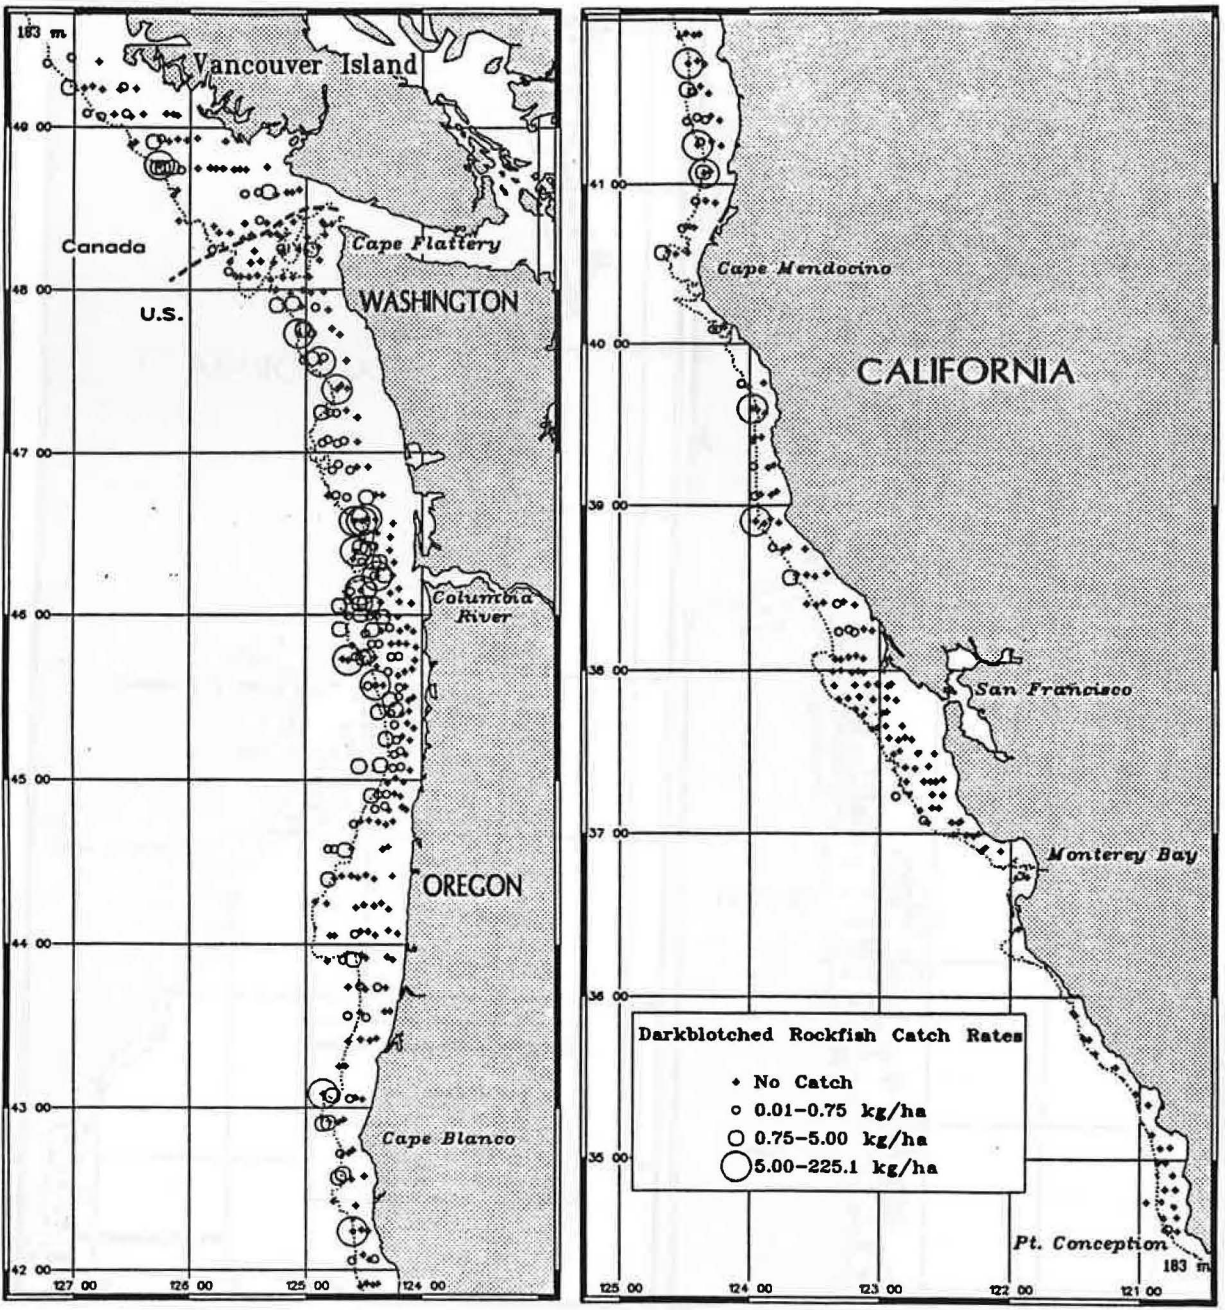 183 m
Vancouver Island
49 00
Canada
Cape Flattery
48 00
U.S.
WASHINGTON
47 00
Columbia
River
46 00
45 00
OREGON
44 00
43 00
Cape Blanco
42 00
127 00
126 00
125 00
124 00
41 00
Cape Mendocino
40 00
CALIFORNIA
39 00
38 00
San Francisco
37 00
Monterey Bay
36 00
Darkblotched Rockfish Catch Rates
No Catch
0.01-0.75 kg/ha
0.75-5.00 kg/ha
5.00-225.1 kg/ha
35 00
Pt. Conception
183 m
125 00
124 00
123 00
122 00
121 00